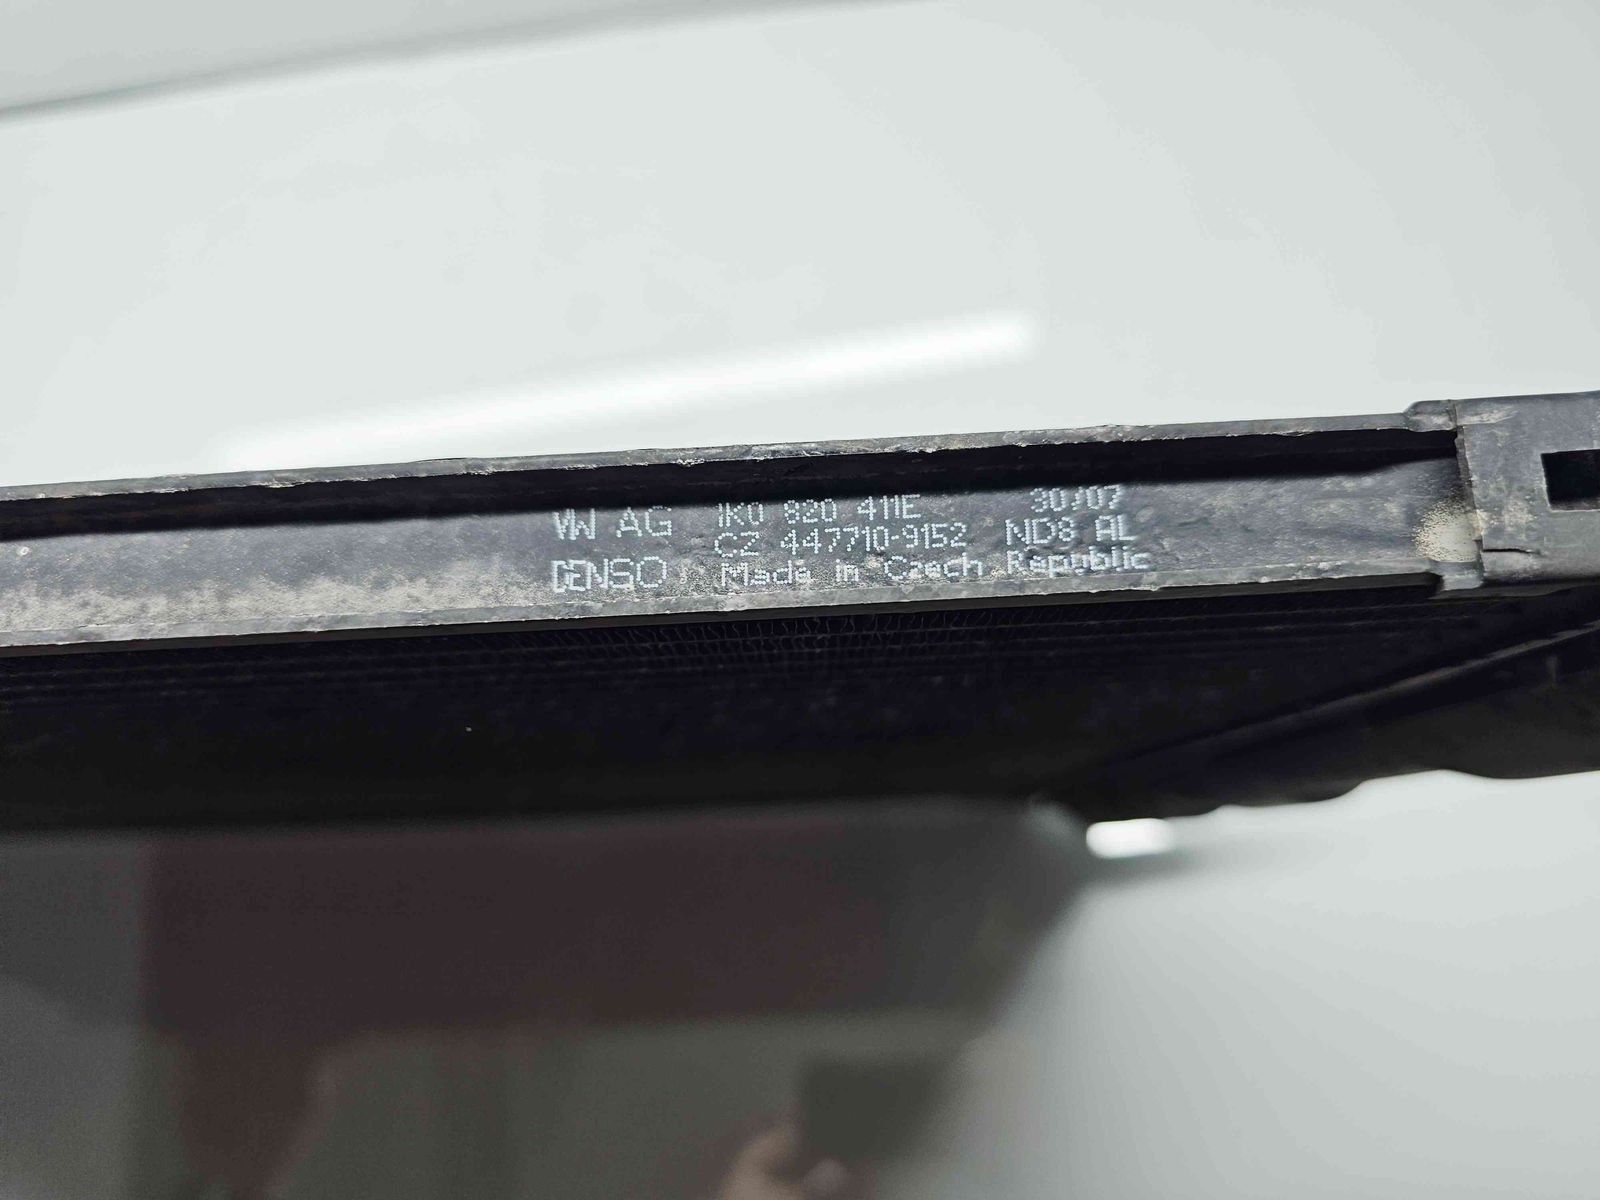 VW AG 1K0 820 411E 30/07
CZ 447710-9152 ND8 AL
DENSO Made in Czech Republic